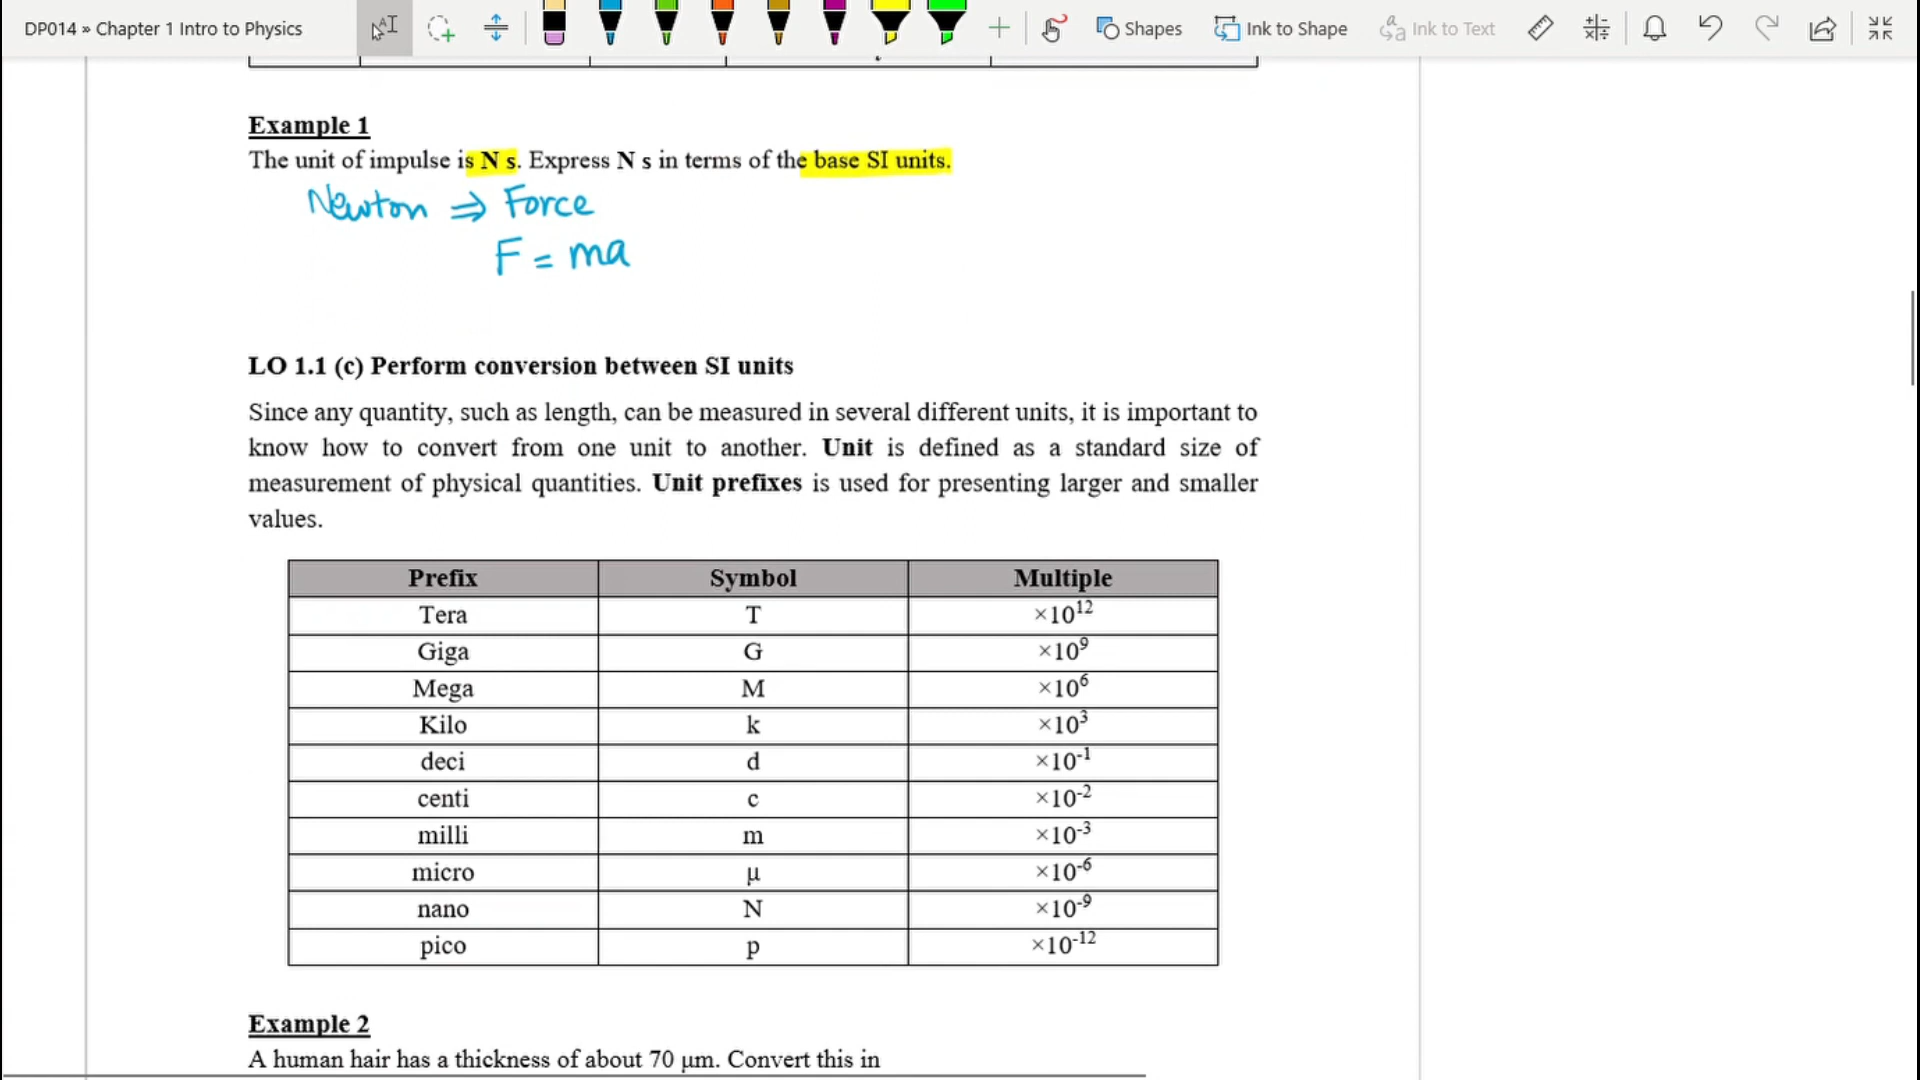 DP014 » Chapter 1 Intro to Physics
Shapes
Ink to Shape
Ink to Text
Example 1
The unit of impulse is N s. Express N s in terms of the base SI units.
Newton ⇒ Force
F = ma
LO 1.1 (c) Perform conversion between SI units
Since any quantity, such as length, can be measured in several different units, it is important to
know how to convert from one unit to another. Unit is defined as a standard size of
measurement of physical quantities. Unit prefixes is used for presenting larger and smaller
values.
Prefix Symbol Multiple
Tera T ×10¹²
Giga G ×10⁹
Mega M ×10⁶
Kilo k ×10³
deci d ×10⁻¹
centi c ×10⁻²
milli m ×10⁻³
micro μ ×10⁻⁶
nano N ×10⁻⁹
pico p ×10⁻¹²
Example 2
A human hair has a thickness of about 70 μm. Convert this in